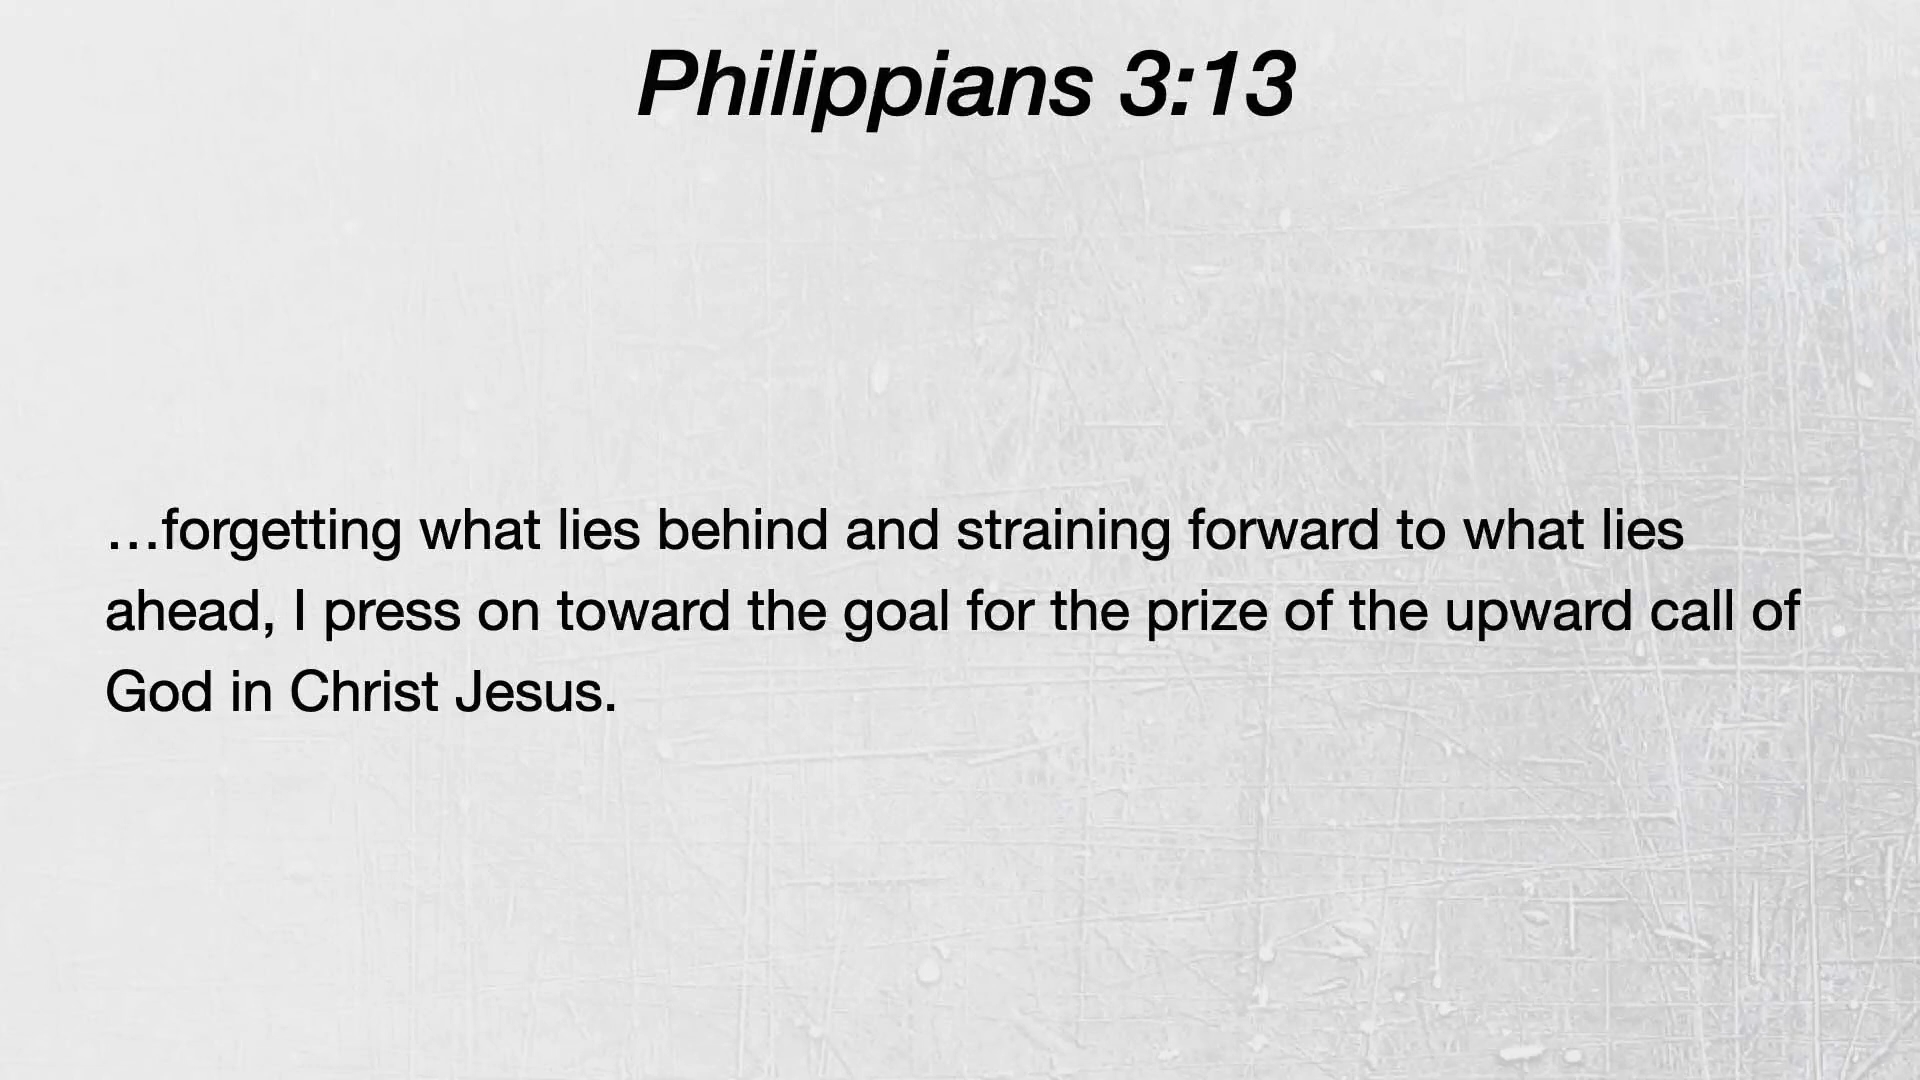 Philippians 3:13
…forgetting what lies behind and straining forward to what lies
ahead, I press on toward the goal for the prize of the upward call of
God in Christ Jesus.